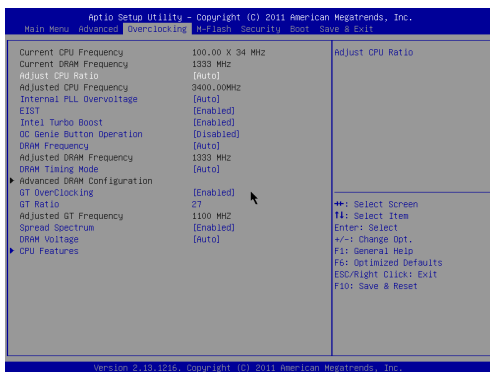 Aptio Setup Utility – Copyright (C) 2011 American Megatrends, Inc.
Main Menu Advanced Overclocking M-Flash Security Boot Save & Exit
Current CPU Frequency 100.00 X 34 MHz
Current DRAM Frequency 1333 MHz
Adjust CPU Ratio [Auto]
Adjusted CPU Frequency 3400.00MHz
Internal PLL Overvoltage [Auto]
EIST [Enabled]
Intel Turbo Boost [Enabled]
OC Genie Button Operation [Disabled]
DRAM Frequency [Auto]
Adjusted DRAM Frequency 1333 MHz
DRAM Timing Mode [Auto]
Advanced DRAM Configuration
GT OverClocking [Enabled]
GT Ratio 27
Adjusted GT Frequency 1100 MHZ
Spread Spectrum [Enabled]
DRAM Voltage [Auto]
CPU Features
Adjust CPU Ratio
↔: Select Screen
↑↓: Select Item
Enter: Select
+/-: Change Opt.
F1: General Help
F6: Optimized Defaults
ESC/Right Click: Exit
F10: Save & Reset
Version 2.13.1216. Copyright (C) 2011 American Megatrends, Inc.